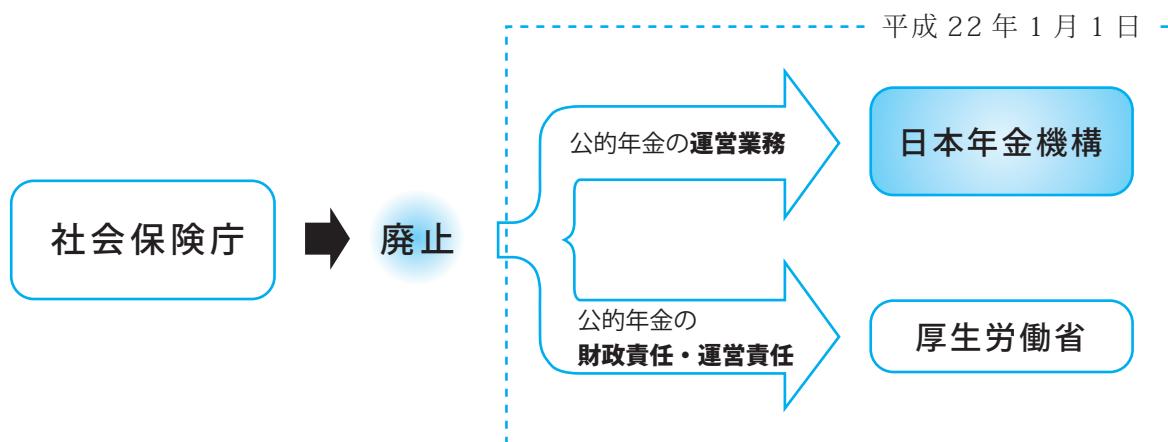 平成 22 年 1 月 1 日
公的年金の運営業務
日本年金機構
社会保険庁
廃止
公的年金の
財政責任・運営責任
厚生労働省